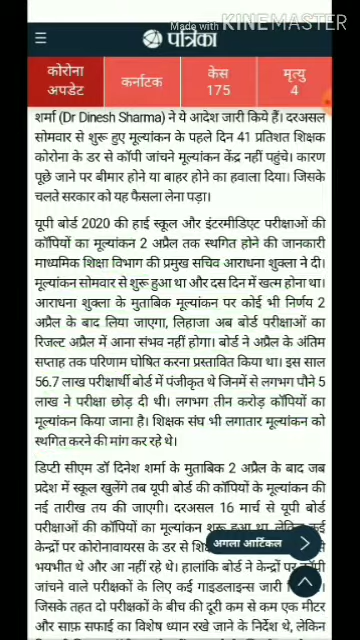 Made with KINEMASTER
पत्रिका
कोरोना अपडेट
कर्नाटक
केस 175
मृत्यु 4
शर्मा (Dr Dinesh Sharma) ने ये आदेश जारी किये हैं। दरअसल
सोमवार से शुरू हुए मूल्यांकन के पहले दिन 41 प्रतिशत शिक्षक
कोरोना के डर से कॉपी जांचने मूल्यांकन केंद्र नहीं पहुंचे। कारण
पूछे जाने पर बीमार होने या बाहर होने का हवाला दिया। जिसके
चलते सरकार को यह फैसला लेना पड़ा।
यूपी बोर्ड 2020 की हाई स्कूल और इंटरमीडिएट परीक्षाओं की
कॉपियों का मूल्यांकन 2 अप्रैल तक स्थगित होने की जानकारी
माध्यमिक शिक्षा विभाग की प्रमुख सचिव आराधना शुक्ला ने दी।
मूल्यांकन सोमवार से शुरू हुआ था और दस दिन में खत्म होना था।
आराधना शुक्ला के मुताबिक मूल्यांकन पर कोई भी निर्णय 2
अप्रैल के बाद लिया जाएगा, लिहाजा अब बोर्ड परीक्षाओं का
रिजल्ट अप्रैल में आना संभव नहीं होगा। बोर्ड ने अप्रैल के अंतिम
सप्ताह तक परिणाम घोषित करना प्रस्तावित किया था। इस साल
56.7 लाख परीक्षार्थी बोर्ड में पंजीकृत थे जिनमें से लगभग पौने 5
लाख ने परीक्षा छोड़ दी थी। लगभग तीन करोड़ कॉपियों का
मूल्यांकन किया जाना है। शिक्षक संघ भी लगातार मूल्यांकन को
स्थगित करने की मांग कर रहे थे।
डिप्टी सीएम डॉ दिनेश शर्मा के मुताबिक 2 अप्रैल के बाद जब
प्रदेश में स्कूल खुलेंगे तब यूपी बोर्ड की कॉपियों के मूल्यांकन की
नई तारीख तय की जाएगी। दरअसल 16 मार्च से यूपी बोर्ड
परीक्षाओं की कॉपियों का मूल्यांकन शुरू हुआ था, लेकिन कई
केन्द्रों पर कोरोनावायरस के डर से
अगला आर्टिकल
भयभीत थे और आ नहीं रहे थे। हालांकि बोर्ड ने केन्द्रों पर कॉपी
जांचने वाले परीक्षकों के लिए कई गाइडलाइन्स जारी
जिसके तहत दो परीक्षकों के बीच की दूरी कम से कम एक मीटर
और साफ़ सफाई का विशेष ध्यान रखे जाने के निर्देश थे, लेकिन